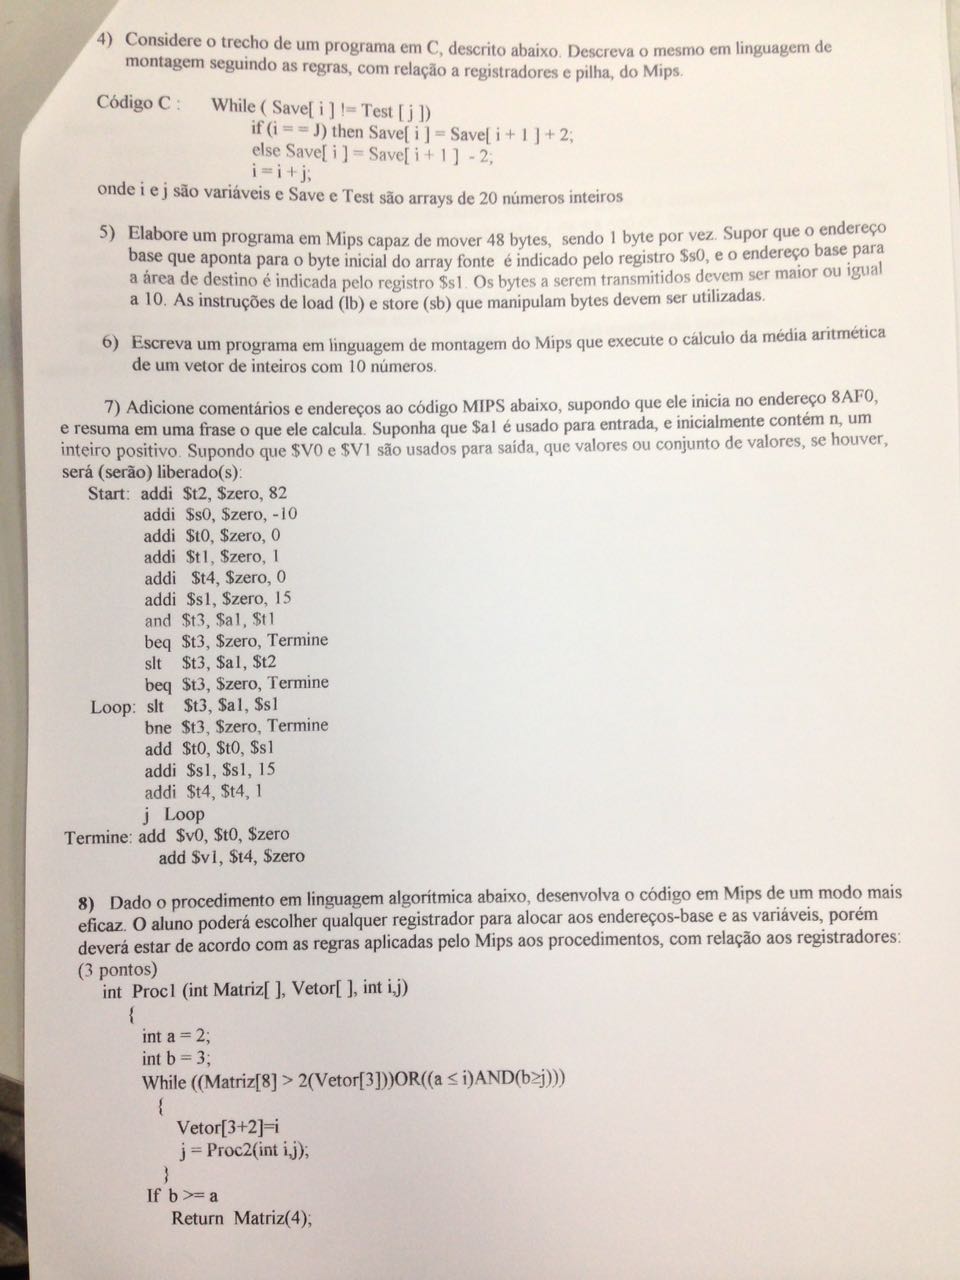 4) Considere o trecho de um programa em C, descrito abaixo. Descreva o mesmo em linguagem de
montagem seguindo as regras, com relação a registradores e pilha, do Mips.
Código C : While ( Save[ i ] != Test [ j ])
if (i = = J) then Save[ i ] = Save[ i + 1 ] + 2;
else Save[ i ] = Save[ i + 1 ] - 2;
i = i + j;
onde i e j são variáveis e Save e Test são arrays de 20 números inteiros
5) Elabore um programa em Mips capaz de mover 48 bytes, sendo 1 byte por vez. Supor que o endereço
base que aponta para o byte inicial do array fonte é indicado pelo registro $s0, e o endereço base para
a área de destino é indicada pelo registro $s1. Os bytes a serem transmitidos devem ser maior ou igual
a 10. As instruções de load (lb) e store (sb) que manipulam bytes devem ser utilizadas.
6) Escreva um programa em linguagem de montagem do Mips que execute o cálculo da média aritmética
de um vetor de inteiros com 10 números.
7) Adicione comentários e endereços ao código MIPS abaixo, supondo que ele inicia no endereço 8AF0,
e resuma em uma frase o que ele calcula. Suponha que $a1 é usado para entrada, e inicialmente contém n, um
inteiro positivo. Supondo que $V0 e $V1 são usados para saída, que valores ou conjunto de valores, se houver,
será (serão) liberado(s):
Start: addi $t2, $zero, 82
addi $s0, $zero, -10
addi $t0, $zero, 0
addi $t1, $zero, 1
addi $t4, $zero, 0
addi $s1, $zero, 15
and $t3, $a1, $t1
beq $t3, $zero, Termine
slt $t3, $a1, $t2
beq $t3, $zero, Termine
Loop: slt $t3, $a1, $s1
bne $t3, $zero, Termine
add $t0, $t0, $s1
addi $s1, $s1, 15
addi $t4, $t4, 1
j Loop
Termine: add $v0, $t0, $zero
add $v1, $t4, $zero
8) Dado o procedimento em linguagem algorítmica abaixo, desenvolva o código em Mips de um modo mais
eficaz. O aluno poderá escolher qualquer registrador para alocar aos endereços-base e as variáveis, porém
deverá estar de acordo com as regras aplicadas pelo Mips aos procedimentos, com relação aos registradores:
(3 pontos)
int Proc1 (int Matriz[ ], Vetor[ ], int i,j)
{
int a = 2;
int b = 3;
While ((Matriz[8] > 2(Vetor[3]))OR((a ≤ i)AND(b≥j)))
{
Vetor[3+2]=i
j = Proc2(int i,j);
}
If b >= a
Return Matriz(4);